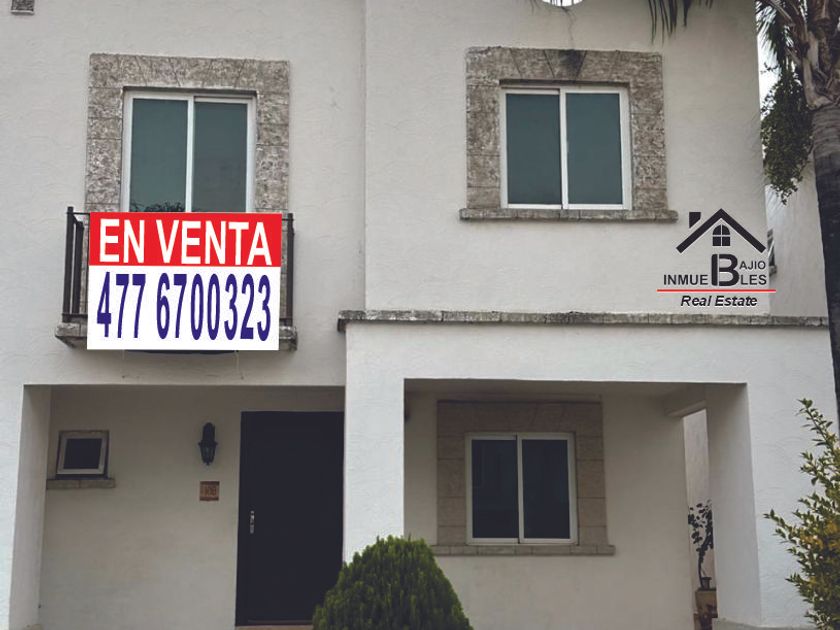 EN VENTA
477 6700323
BAJIO
INMUEBLES
Real Estate